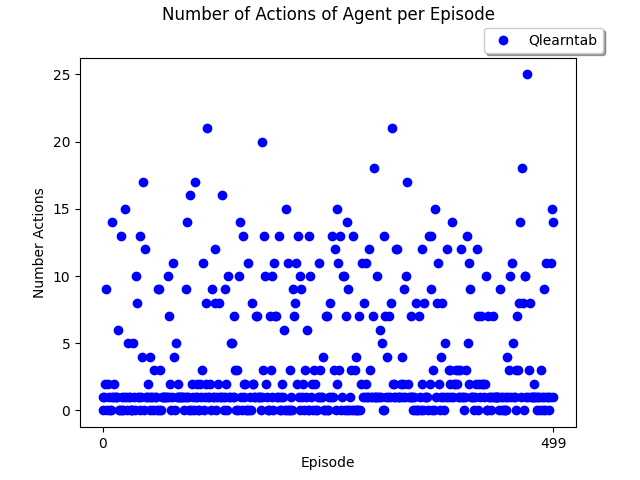 Number of Actions of Agent per Episode
Qlearntab
25
20
15
10
5
0
Number Actions
0 499
Episode